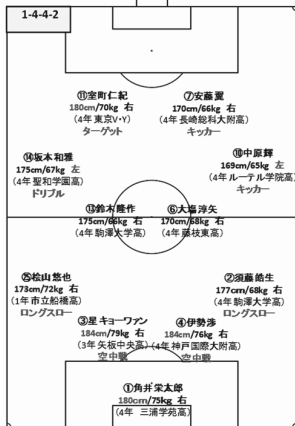 1-4-4-2
⑪室町仁紀
180cm/70kg 右
(4年 東京V・Y)
ターゲット
⑦安藤翼
170cm/66kg 右
(4年 長崎総科大附高)
キッカー
⑭坂本和雅
175cm/67kg 左
(4年 聖和学園高)
ドリブル
⑩中原輝
169cm/65kg 左
(4年 ルーテル学院高)
キッカー
⑬鈴木隆作
175cm/66kg 右
(4年 駒澤大学高)
⑥大塲淳矢
170cm/68kg 右
(4年 藤枝東高)
㉕桧山悠也
173cm/72kg 右
(1年 市立船橋高)
ロングスロー
②須藤皓生
177cm/68kg 右
(4年 駒澤大学高)
ロングスロー
③星キョーワァン
184cm/79kg 右
(3年 矢板中央高)
空中戦
④伊勢渉
184cm/76kg 右
(4年 神戸国際大附高)
空中戦
①角井栄太郎
180cm/75kg 右
(4年 三浦学苑高)